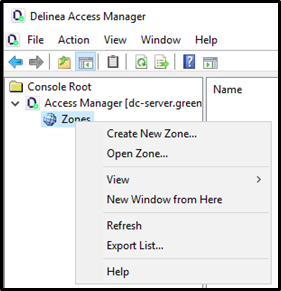 Delinea Access Manager
File Action View Window Help
Console Root
Name
Access Manager [dc-server.green
Zones
Create New Zone...
Open Zone...
View
New Window from Here
Refresh
Export List...
Help